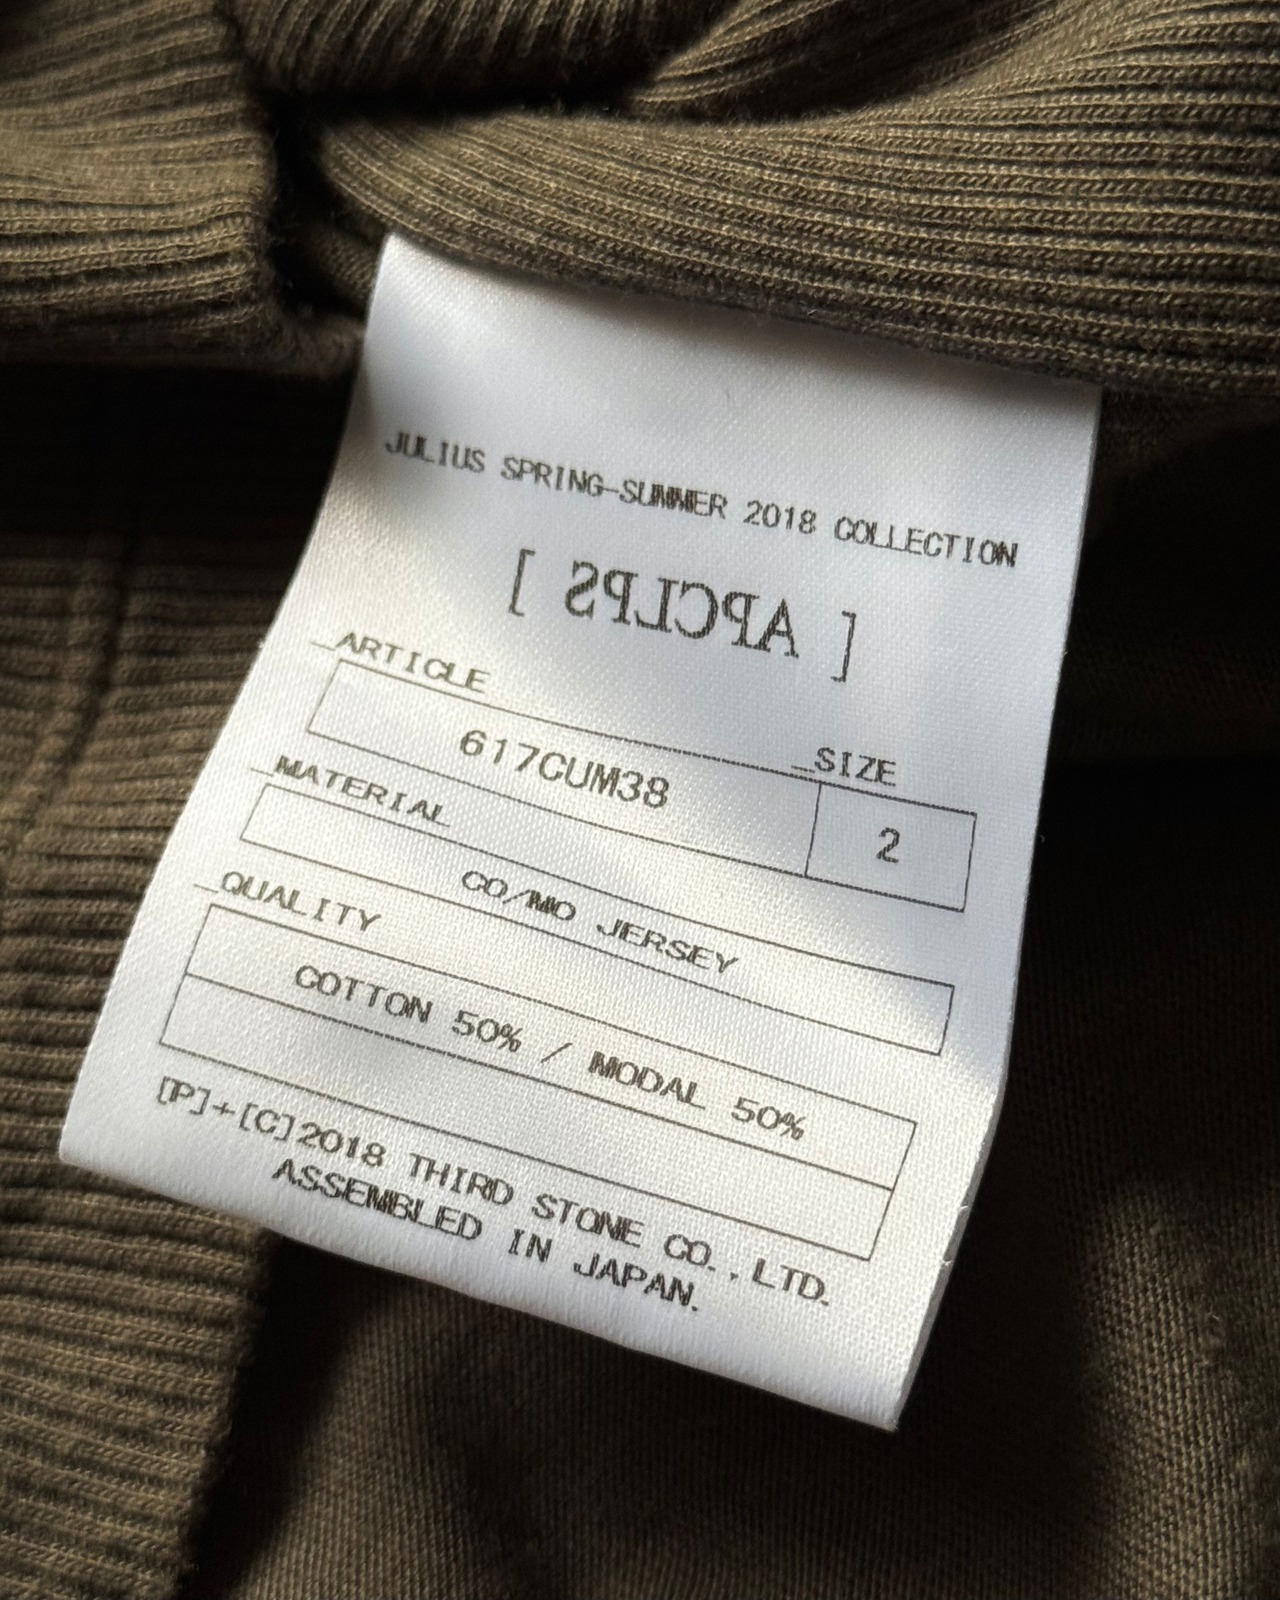 JULIUS SPRING-SUMMER 2018 COLLECTION
[ APCLPS ]
_ARTICLE
617CUM38
_SIZE
2
_MATERIAL
CO/MO JERSEY
_QUALITY
COTTON 50% / MODAL 50%
[P]+[C]2018 THIRD STONE CO.,LTD.
ASSEMBLED IN JAPAN.